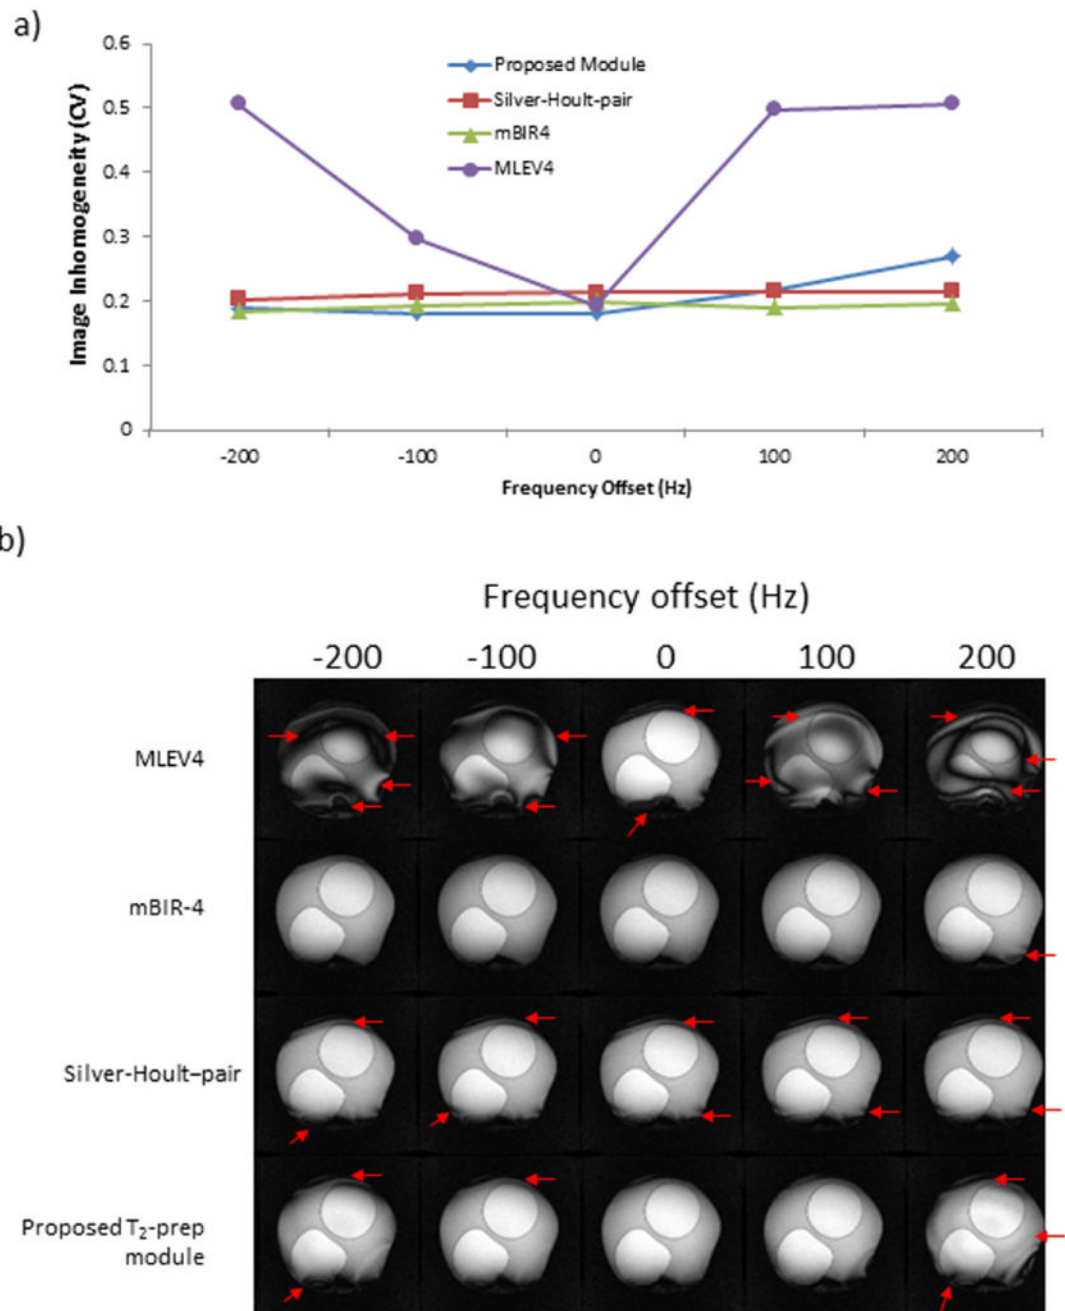 a)
0.6
0.5
0.4
0.3
0.2
0.1
0
Image Inhomogeneity (CV)
Proposed Module
Silver-Hoult-pair
mBIR4
MLEV4
-200 -100 0 100 200
Frequency Offset (Hz)
b)
Frequency offset (Hz)
-200 -100 0 100 200
MLEV4
mBIR-4
Silver-Hoult–pair
Proposed T₂-prep
module